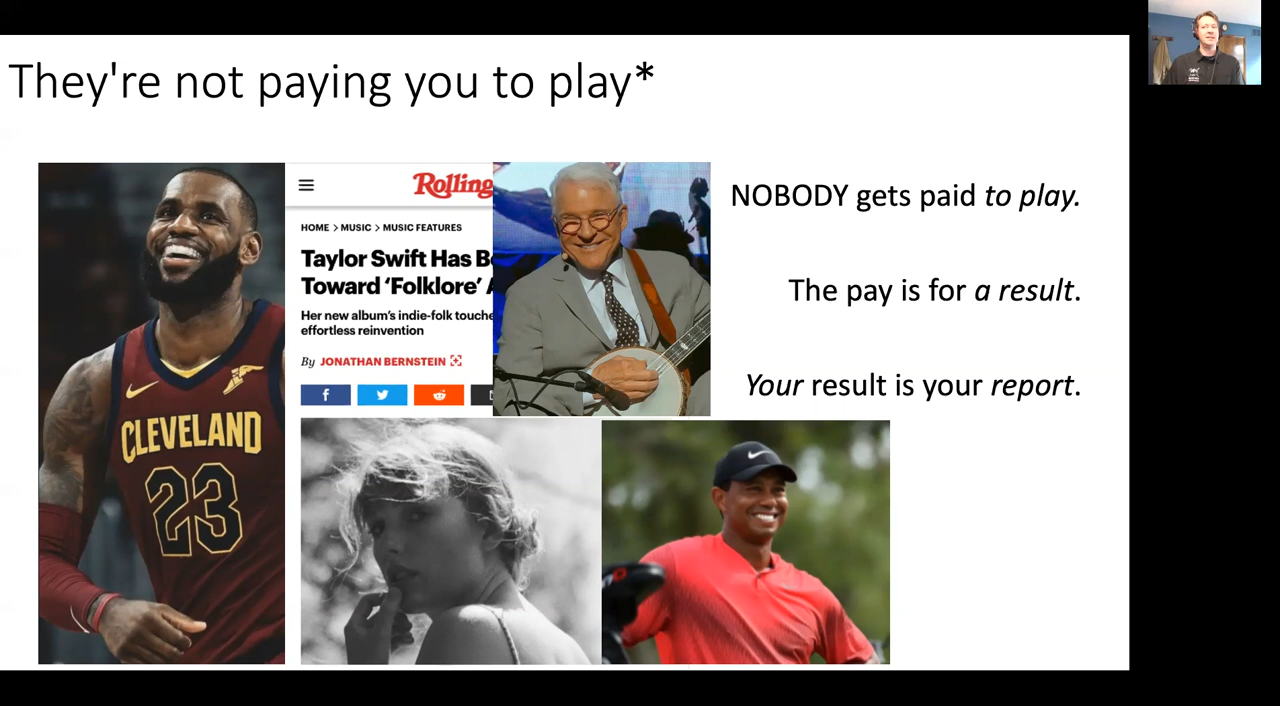 They're not paying you to play*
NOBODY gets paid to play.
The pay is for a result.
Your result is your report.
CLEVELAND
23
Rolling
HOME > MUSIC > MUSIC FEATURES
Taylor Swift Has B
Toward ‘Folklore’
Her new album's indie-folk touche
effortless reinvention
By JONATHAN BERNSTEIN